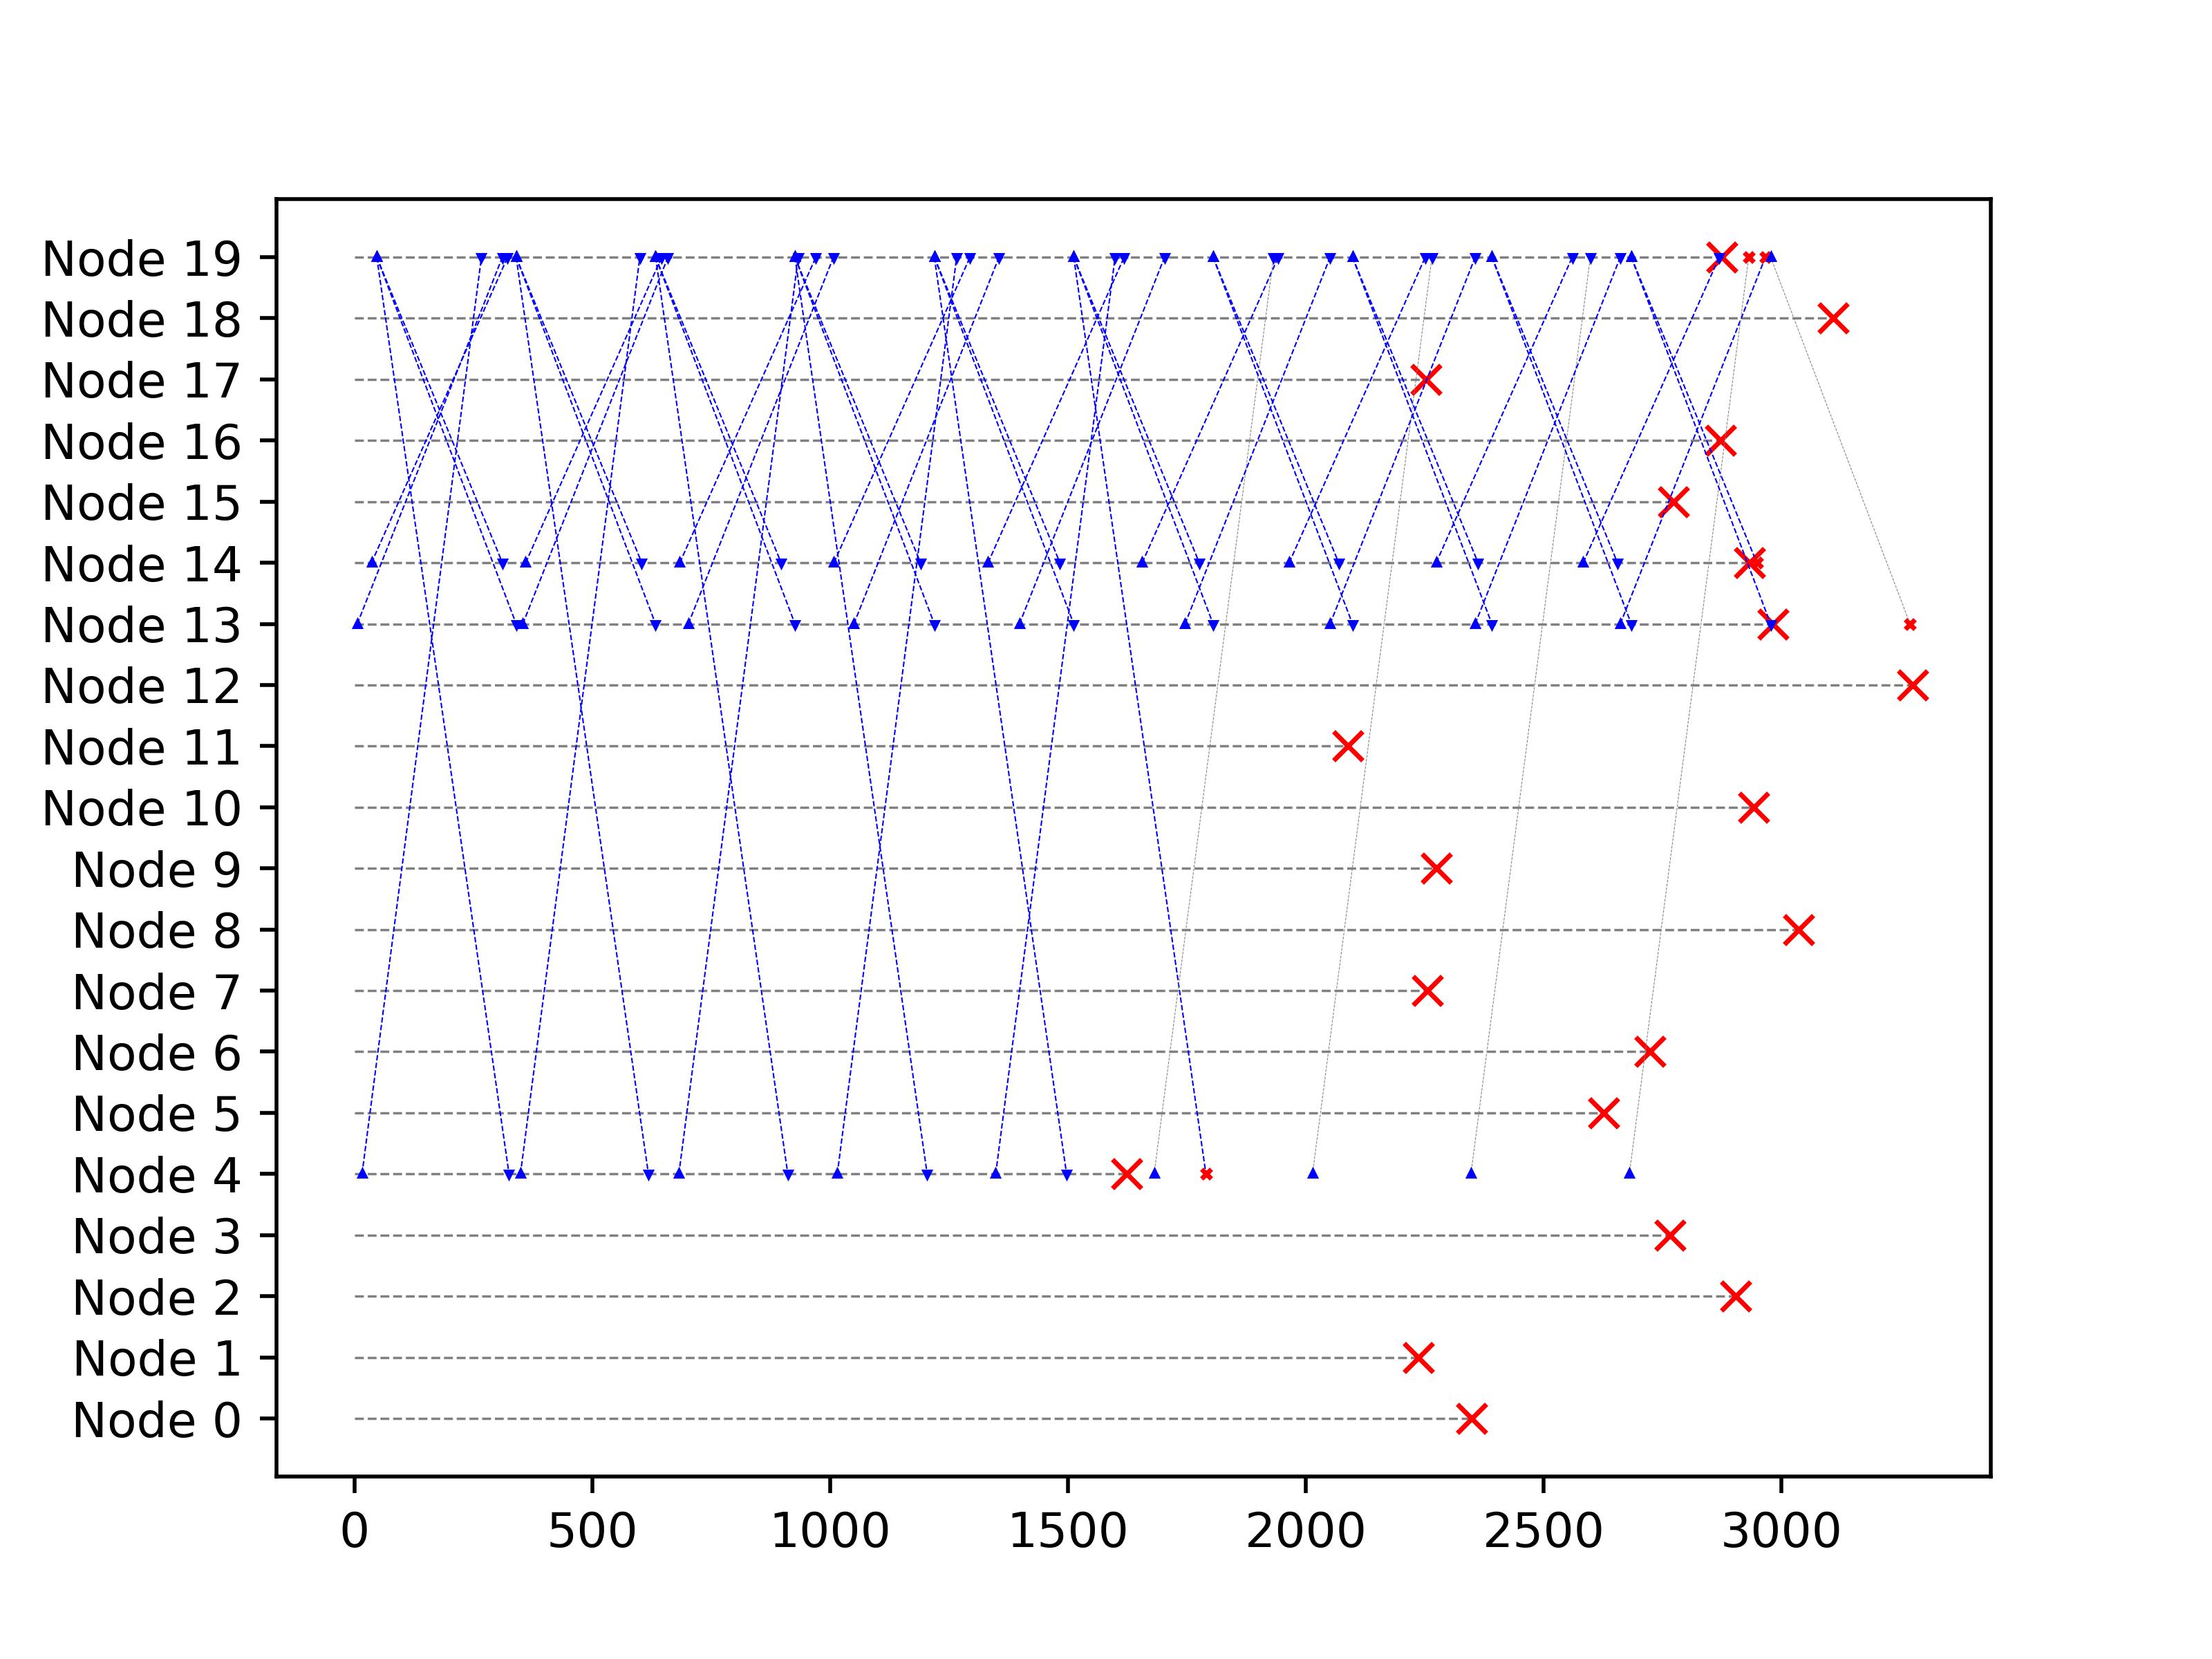 Node 19
Node 18
Node 17
Node 16
Node 15
Node 14
Node 13
Node 12
Node 11
Node 10
Node 9
Node 8
Node 7
Node 6
Node 5
Node 4
Node 3
Node 2
Node 1
Node 0
0 500 1000 1500 2000 2500 3000